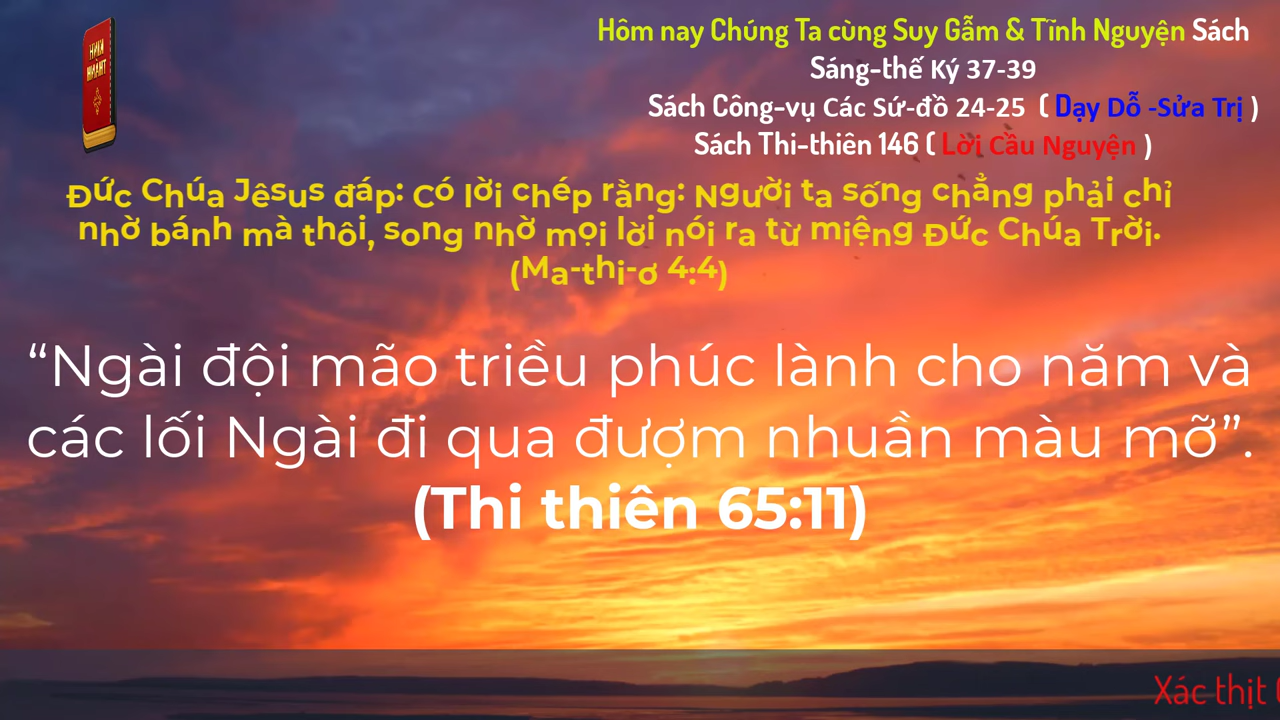 Hôm nay Chúng Ta cùng Suy Gẫm & Tĩnh Nguyện Sách
Sáng-thế Ký 37-39
Sách Công-vụ Các Sứ-đồ 24-25 ( Dạy Dỗ -Sửa Trị )
Sách Thi-thiên 146 ( Lời Cầu Nguyện )
KINH
THÁNH
Đức Chúa Jêsus đáp: Có lời chép rằng: Người ta sống chẳng phải chỉ
nhờ bánh mà thôi, song nhờ mọi lời nói ra từ miệng Đức Chúa Trời.
(Ma-thi-ơ 4:4)
“Ngài đội mão triều phúc lành cho năm và
các lối Ngài đi qua đượm nhuần màu mỡ”.
(Thi thiên 65:11)
Xác thịt